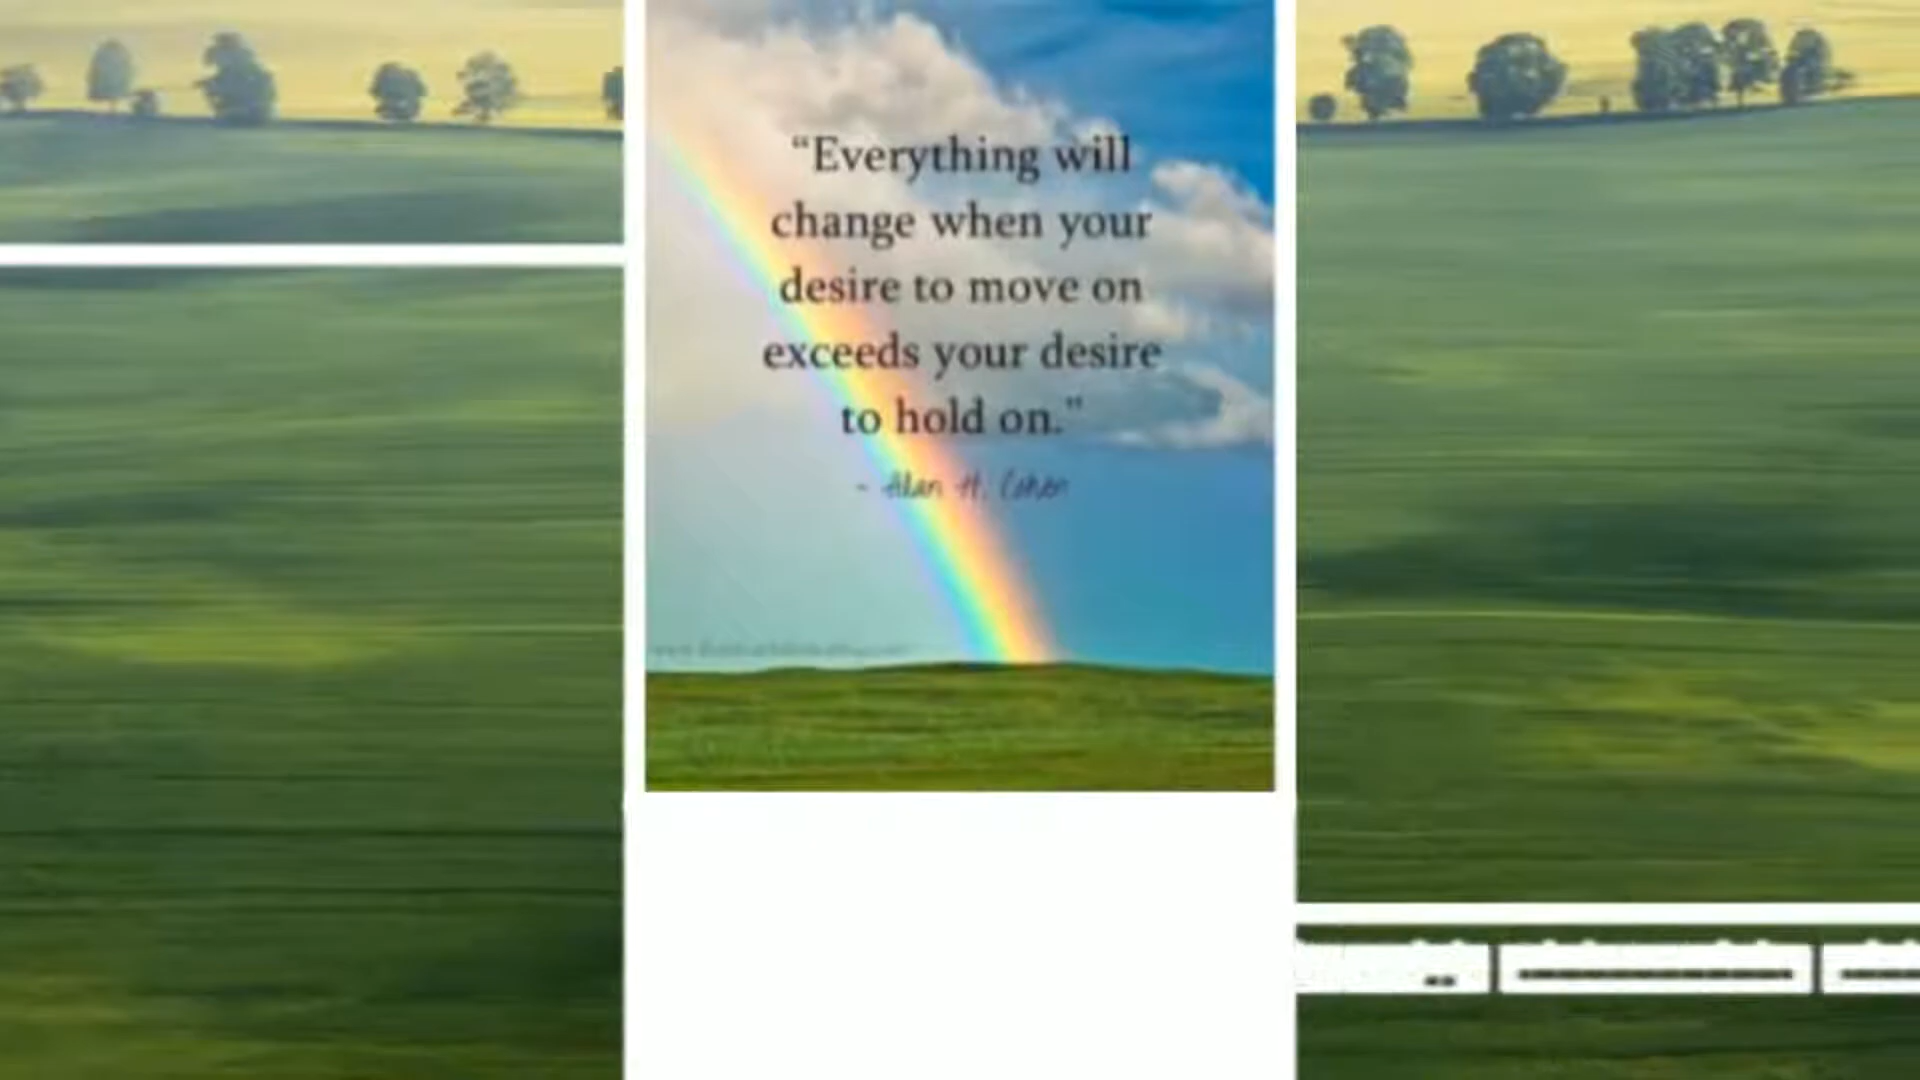 “Everything will
change when your
desire to move on
exceeds your desire
to hold on.”
- Alan H. Cohen